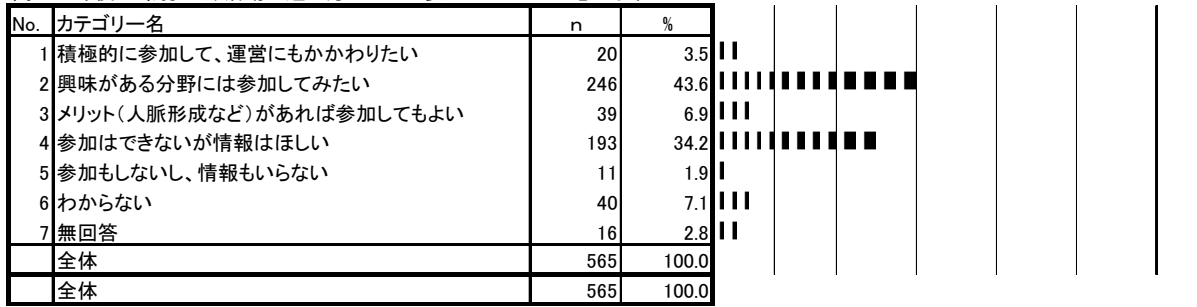 No. カテゴリー名 n %
1 積極的に参加して、運営にもかかわりたい 20 3.5
2 興味がある分野には参加してみたい 246 43.6
3 メリット(人脈形成など)があれば参加してもよい 39 6.9
4 参加はできないが情報はほしい 193 34.2
5 参加もしないし、情報もいらない 11 1.9
6 わからない 40 7.1
7 無回答 16 2.8
全体 565 100.0
全体 565 100.0